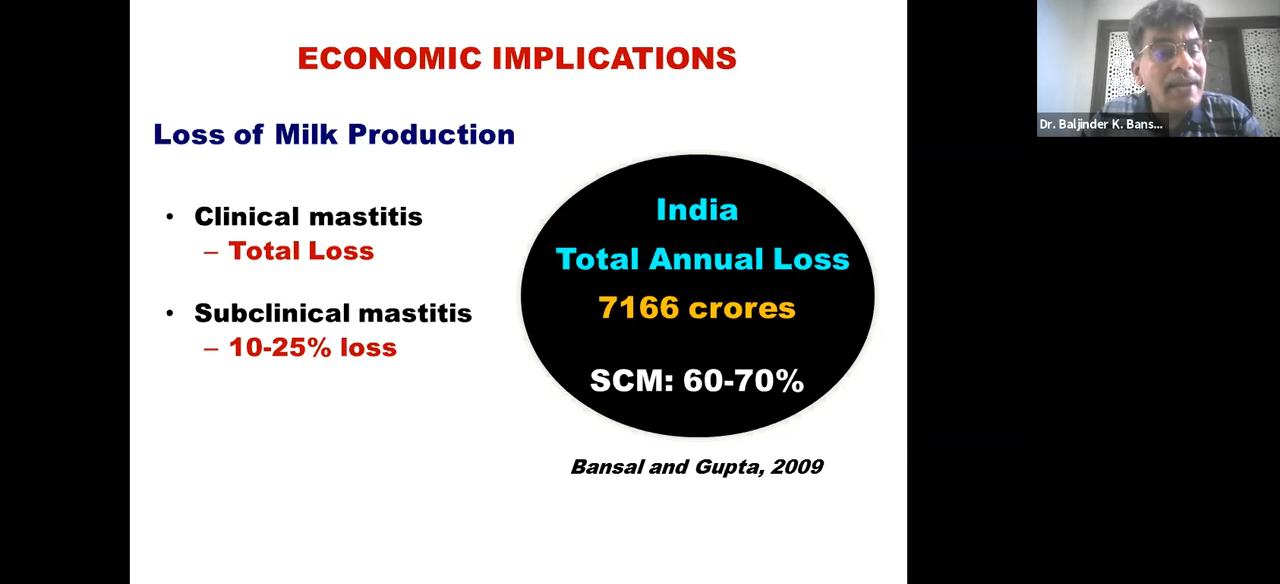 ECONOMIC IMPLICATIONS
Loss of Milk Production
• Clinical mastitis
– Total Loss
• Subclinical mastitis
– 10-25% loss
India
Total Annual Loss
7166 crores
SCM: 60-70%
Bansal and Gupta, 2009
Dr. Baljinder K. Bans...